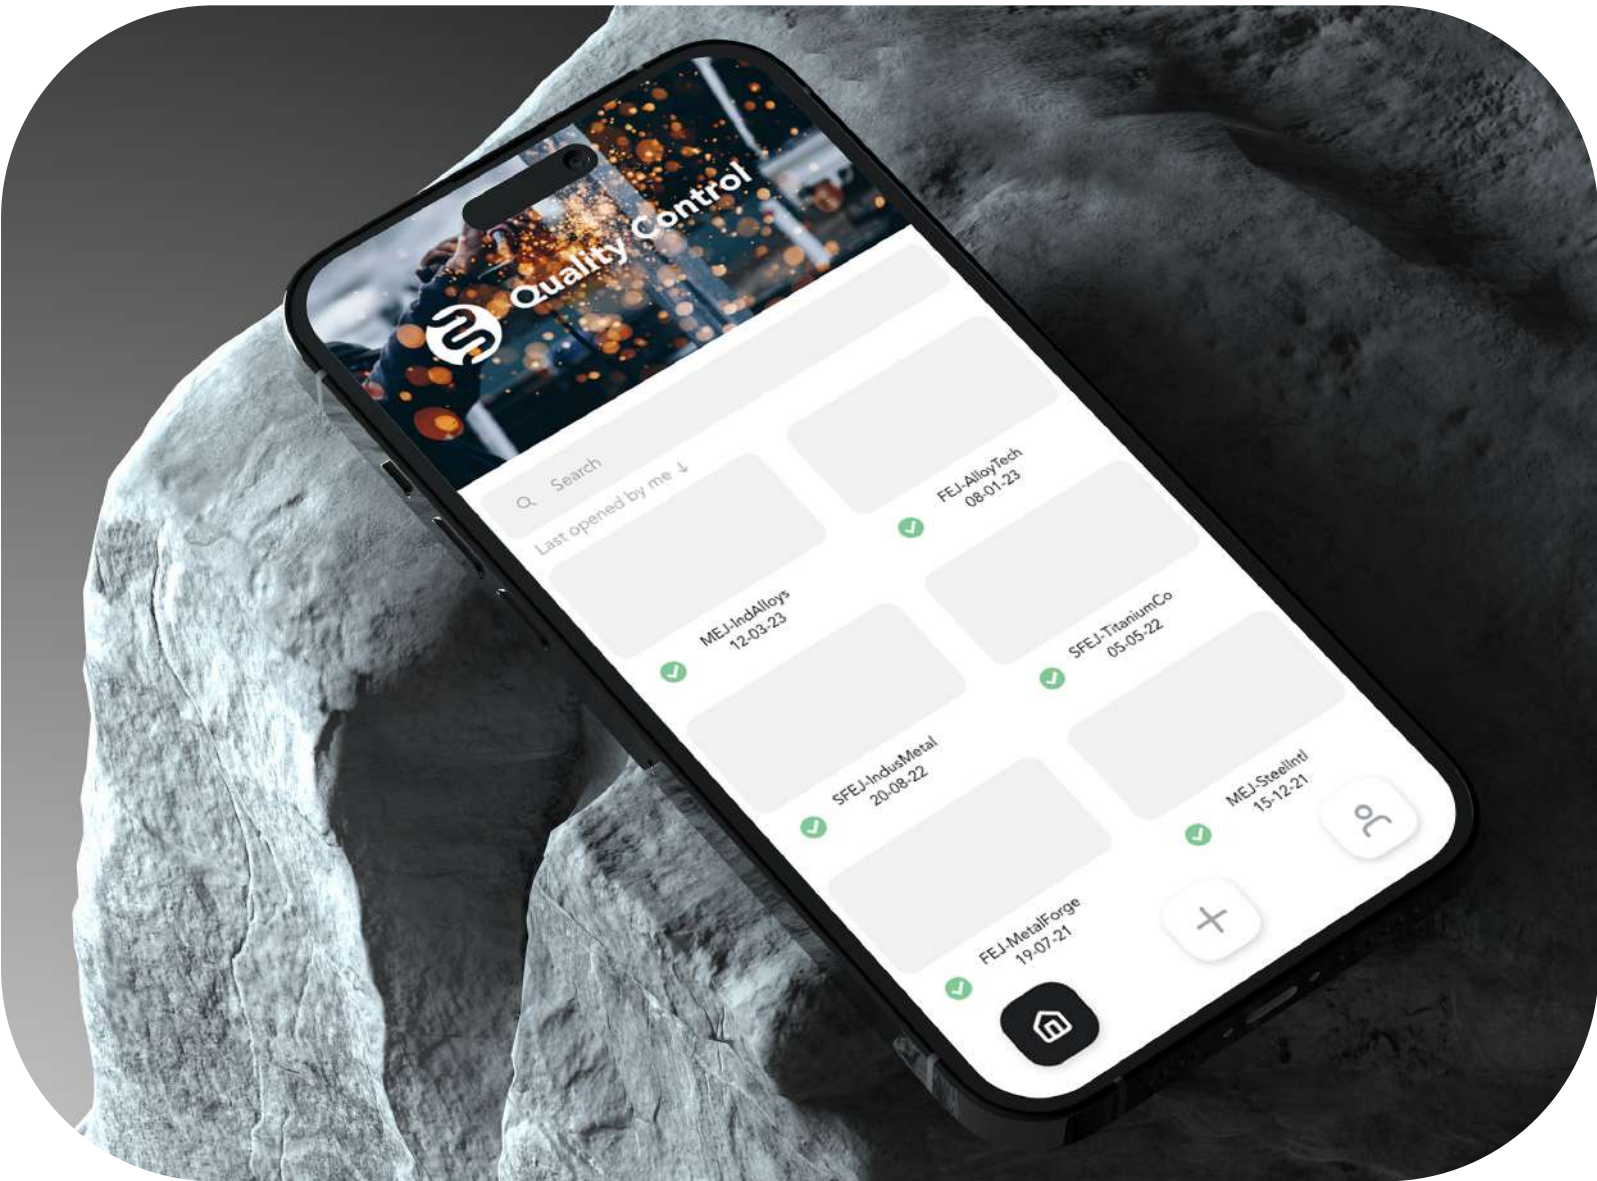 Quality Control
Search
Last opened by me ↓
MEJ-IndAlloys
12-03-23
FEJ-AlloyTech
08-01-23
SFEJ-IndusMetal
20-08-22
SFEJ-TitaniumCo
05-05-22
FEJ-MetalForge
19-07-21
MEJ-SteelIntl
15-12-21